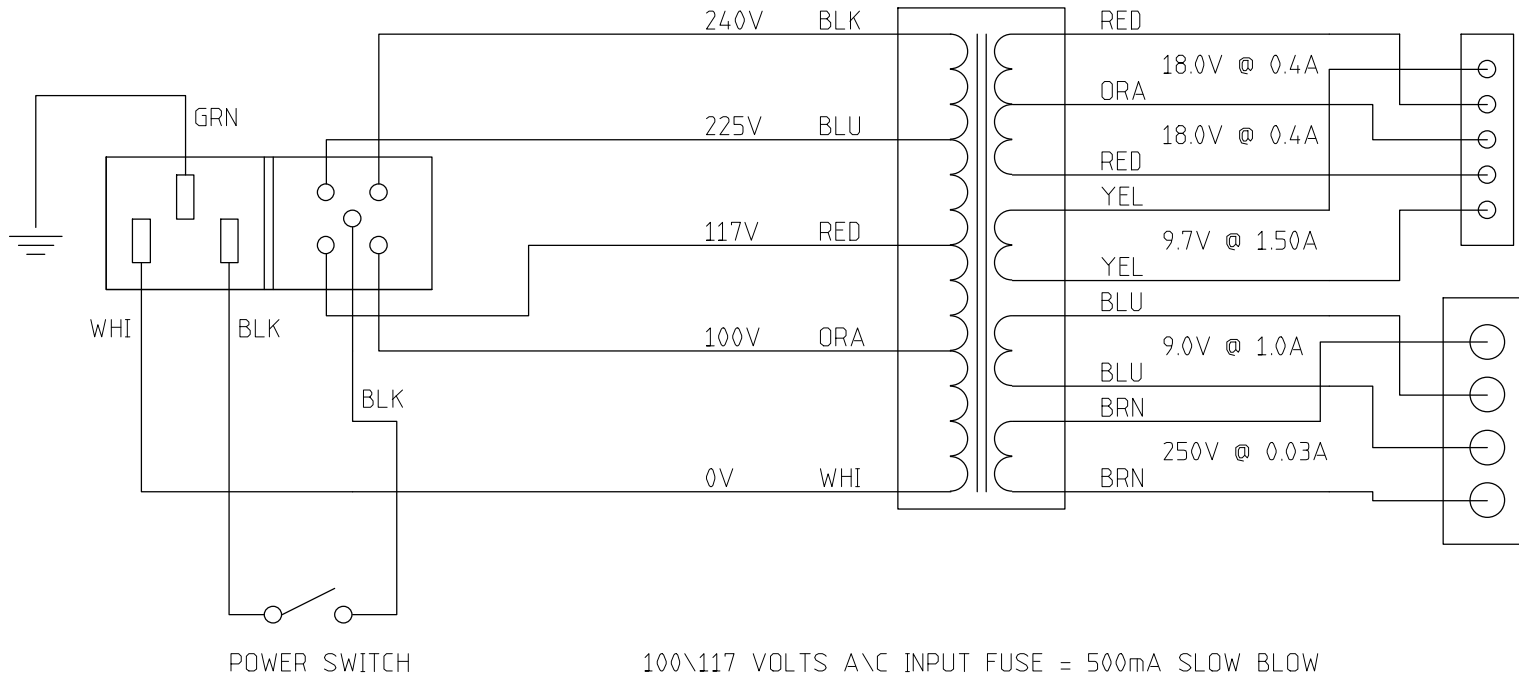 240V BLK
RED
18.0V @ 0.4A
ORA
GRN
225V BLU
18.0V @ 0.4A
RED
YEL
117V RED
9.7V @ 1.50A
YEL
BLU
WHI
BLK
100V ORA
9.0V @ 1.0A
BLU
BLK
BRN
250V @ 0.03A
0V WHI
BRN
POWER SWITCH
100\117 VOLTS A\C INPUT FUSE = 500mA SLOW BLOW